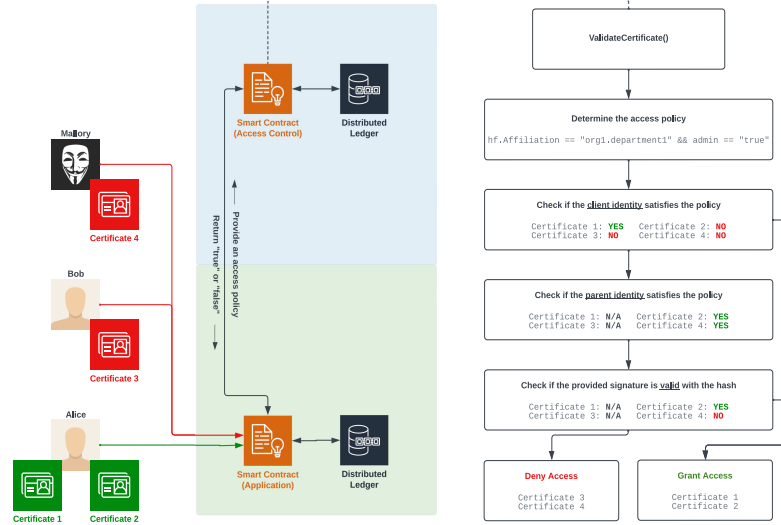 Mallory
Certificate 4
Bob
Certificate 3
Alice
Certificate 1
Certificate 2
Smart Contract
(Access Control)
Distributed
Ledger
Provide an access policy
Return "true" or "false"
Smart Contract
(Application)
Distributed
Ledger
ValidateCertificate()
Determine the access policy
hf.Affiliation == "org1.department1" && admin == "true"
Check if the client identity satisfies the policy
Certificate 1: YES Certificate 2: NO
Certificate 3: NO Certificate 4: NO
Check if the parent identity satisfies the policy
Certificate 1: N/A Certificate 2: YES
Certificate 3: N/A Certificate 4: YES
Check if the provided signature is valid with the hash
Certificate 1: N/A Certificate 2: YES
Certificate 3: N/A Certificate 4: NO
Deny Access
Certificate 3
Certificate 4
Grant Access
Certificate 1
Certificate 2